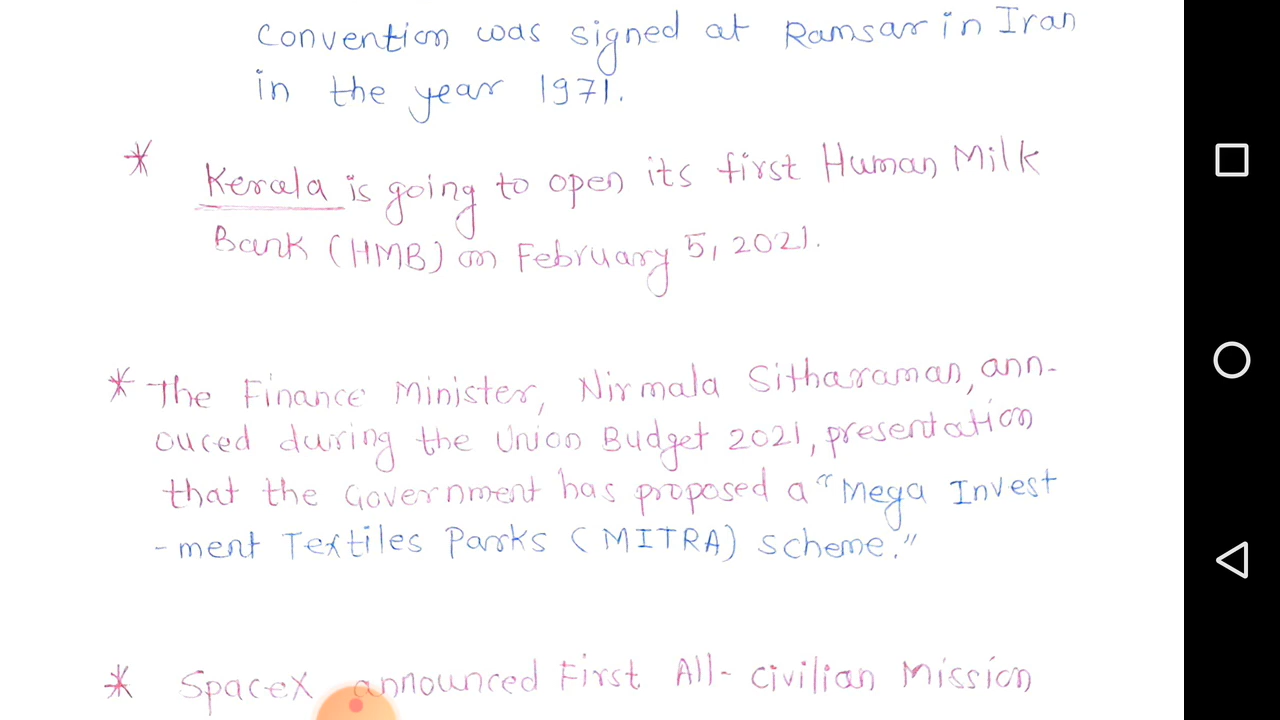 Convention was signed at Ramsar in Iran
in the year 1971.
* Kerala is going to open its first Human Milk
Bank (HMB) on February 5, 2021.
* The Finance Minister, Nirmala Sitharaman, ann-
ouced during the Union Budget 2021, presentation
that the Government has proposed a "Mega Invest
-ment Textiles Parks (MITRA) scheme."
* SpaceX announced First All-Civilian Mission